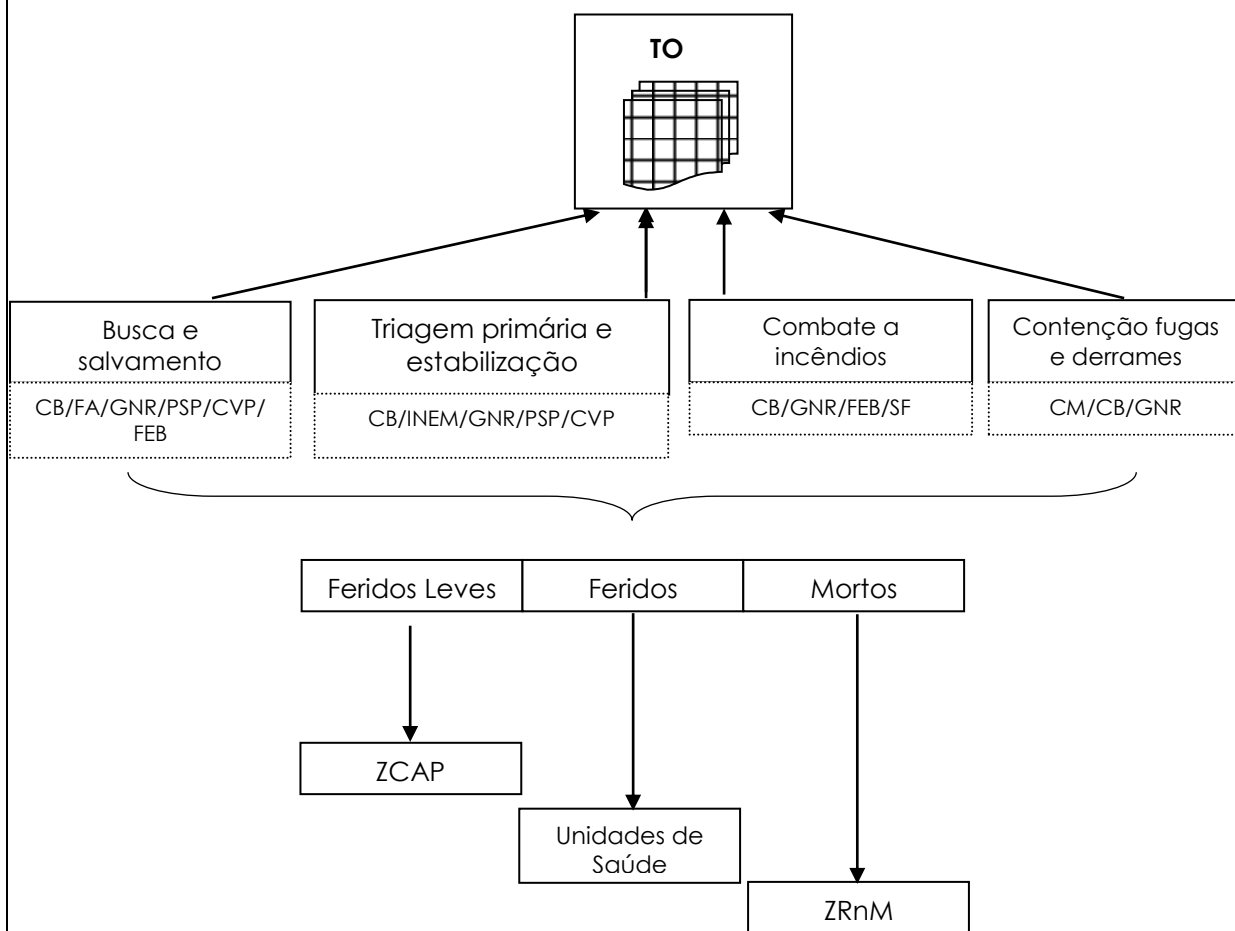 TO
Busca e
salvamento
CB/FA/GNR/PSP/CVP/
FEB
Triagem primária e
estabilização
CB/INEM/GNR/PSP/CVP
Combate a
incêndios
CB/GNR/FEB/SF
Contenção fugas
e derrames
CM/CB/GNR
Feridos Leves
Feridos
Mortos
ZCAP
Unidades de
Saúde
ZRnM